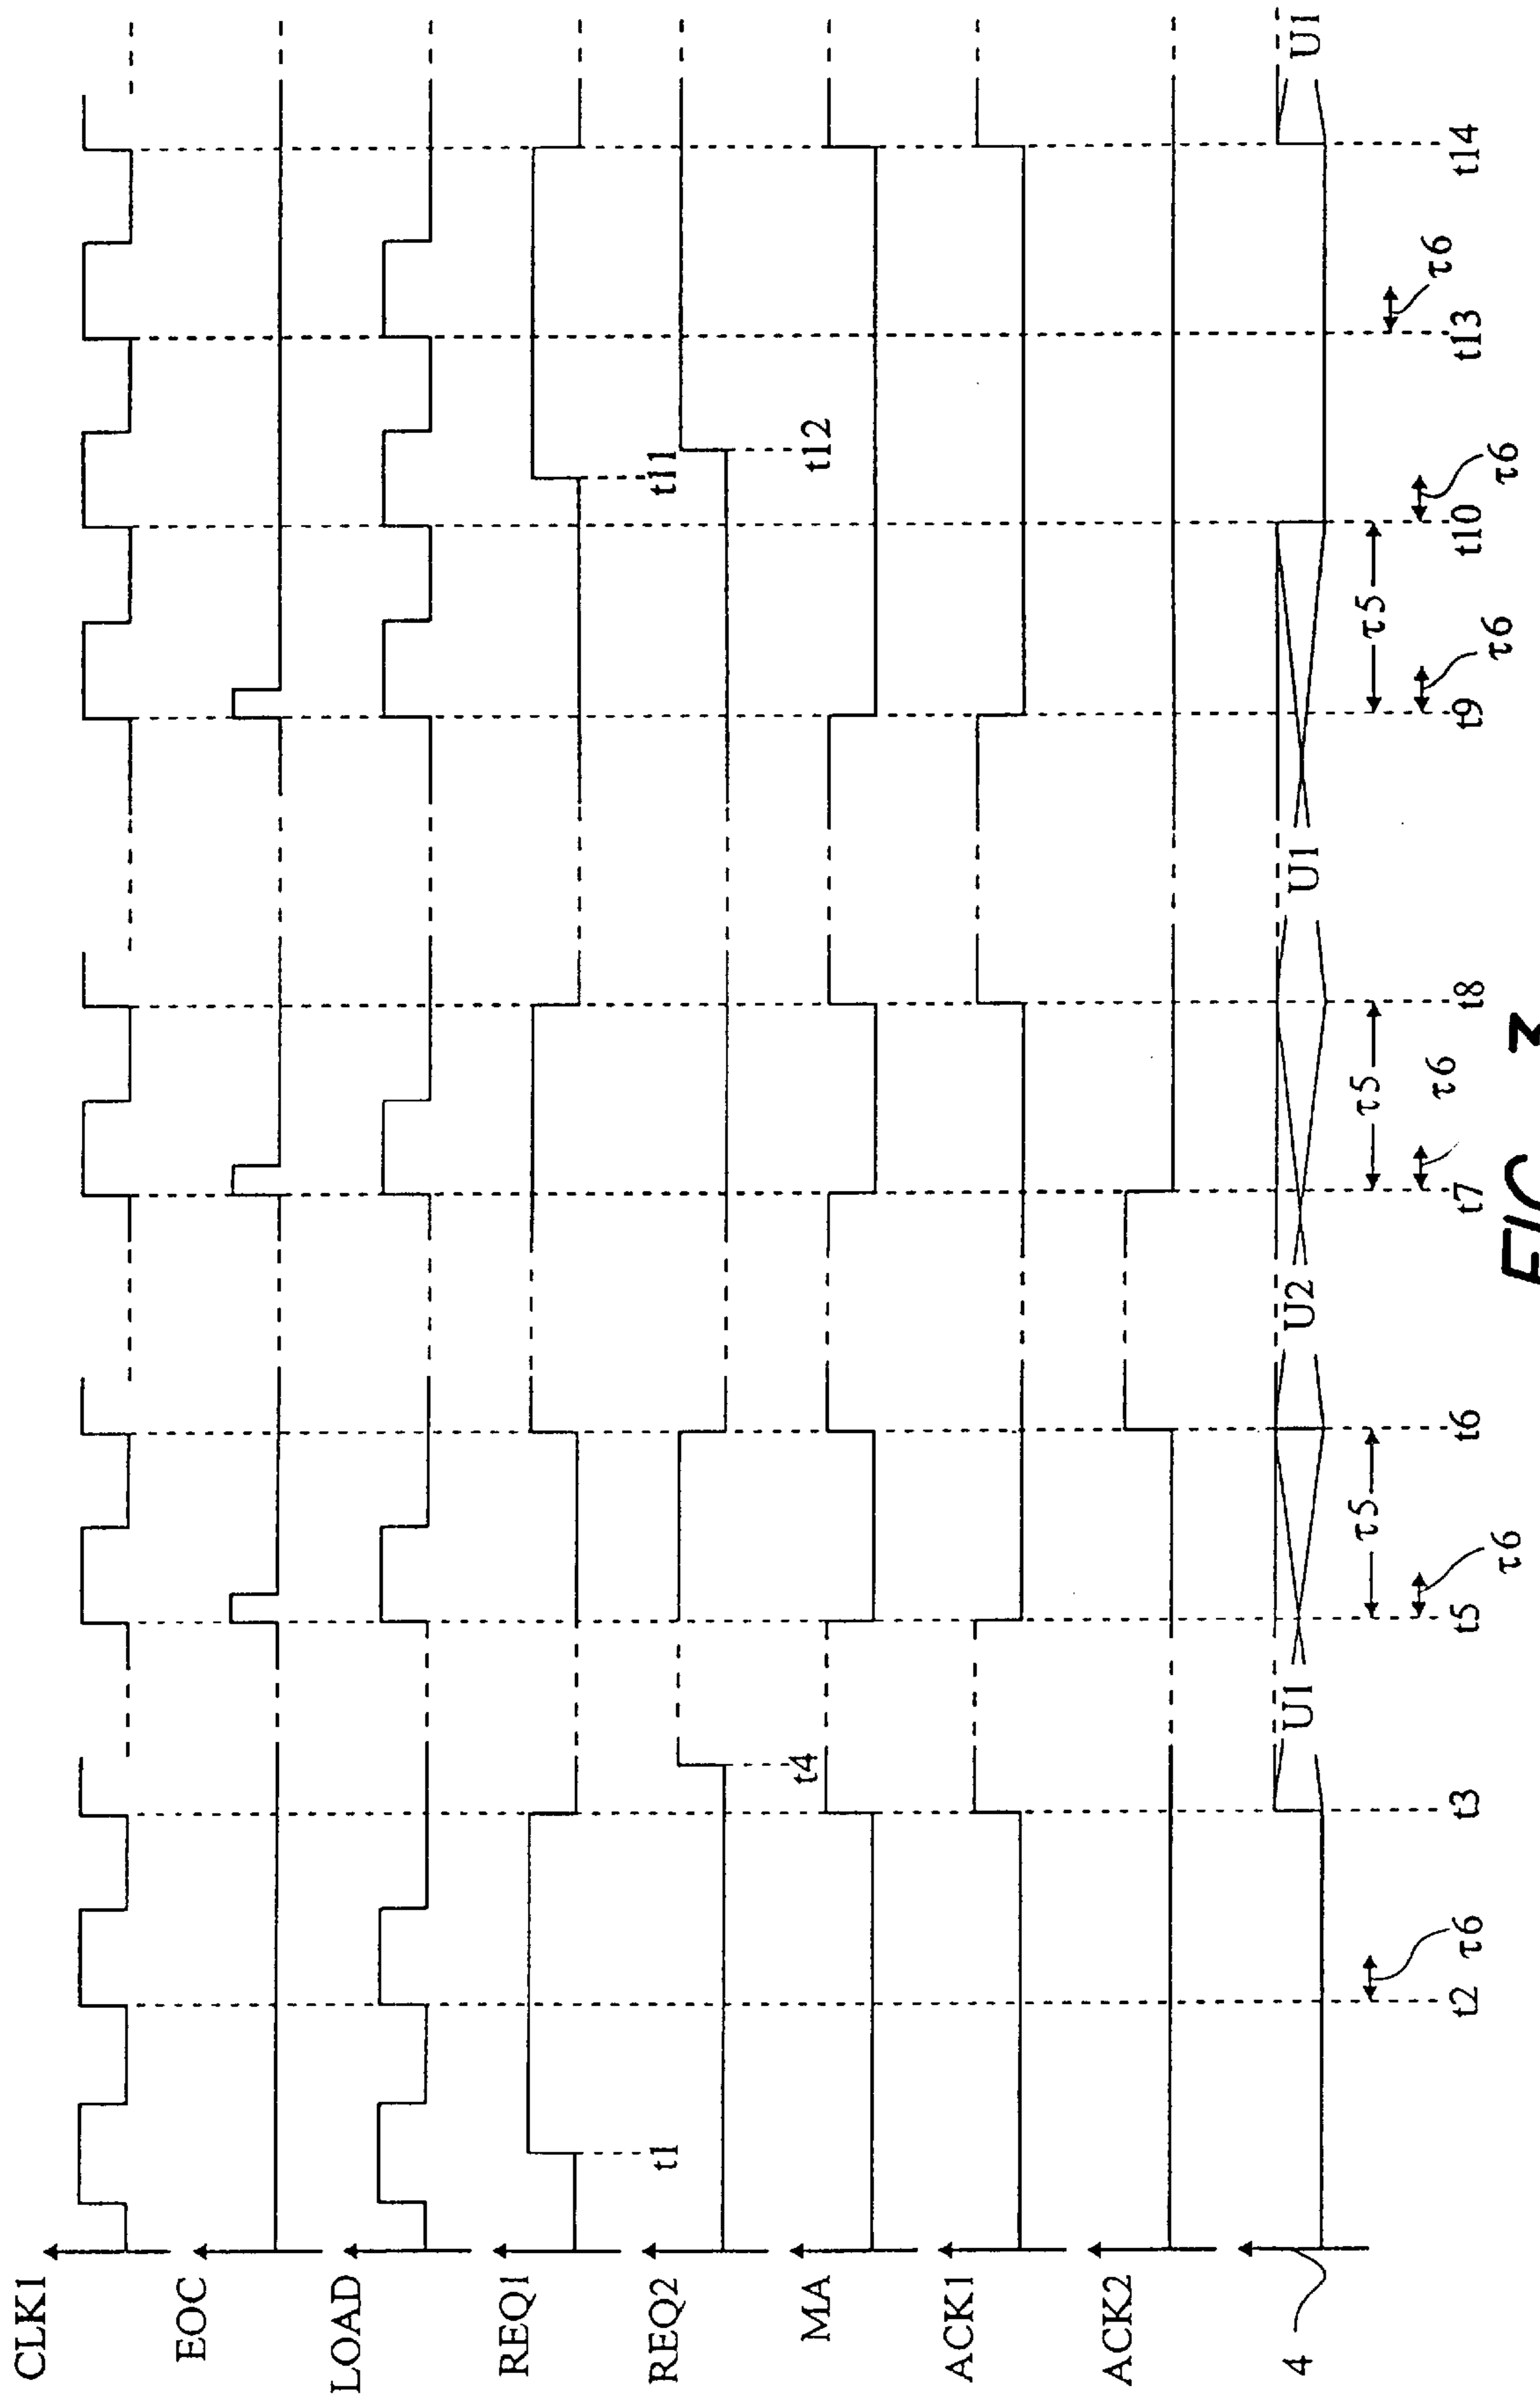 CLK1
EOC
LOAD
REQ1
t1
t11
REQ2
t4
t12
MA
ACK1
ACK2
4
U1
U2
U1
U1
τ5
τ5
τ5
τ6
τ6
τ6
τ6
τ6
τ6
t2
t3
t5
t6
t7
t8
t9
t10
t13
t14
FIG_3